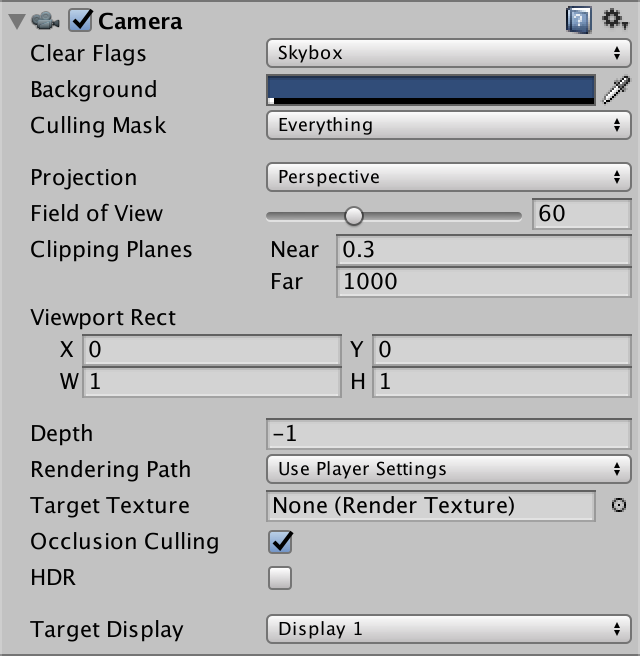 Camera
Clear Flags Skybox
Background
Culling Mask Everything
Projection Perspective
Field of View 60
Clipping Planes Near 0.3
Far 1000
Viewport Rect
X 0 Y 0
W 1 H 1
Depth -1
Rendering Path Use Player Settings
Target Texture None (Render Texture)
Occlusion Culling
HDR
Target Display Display 1